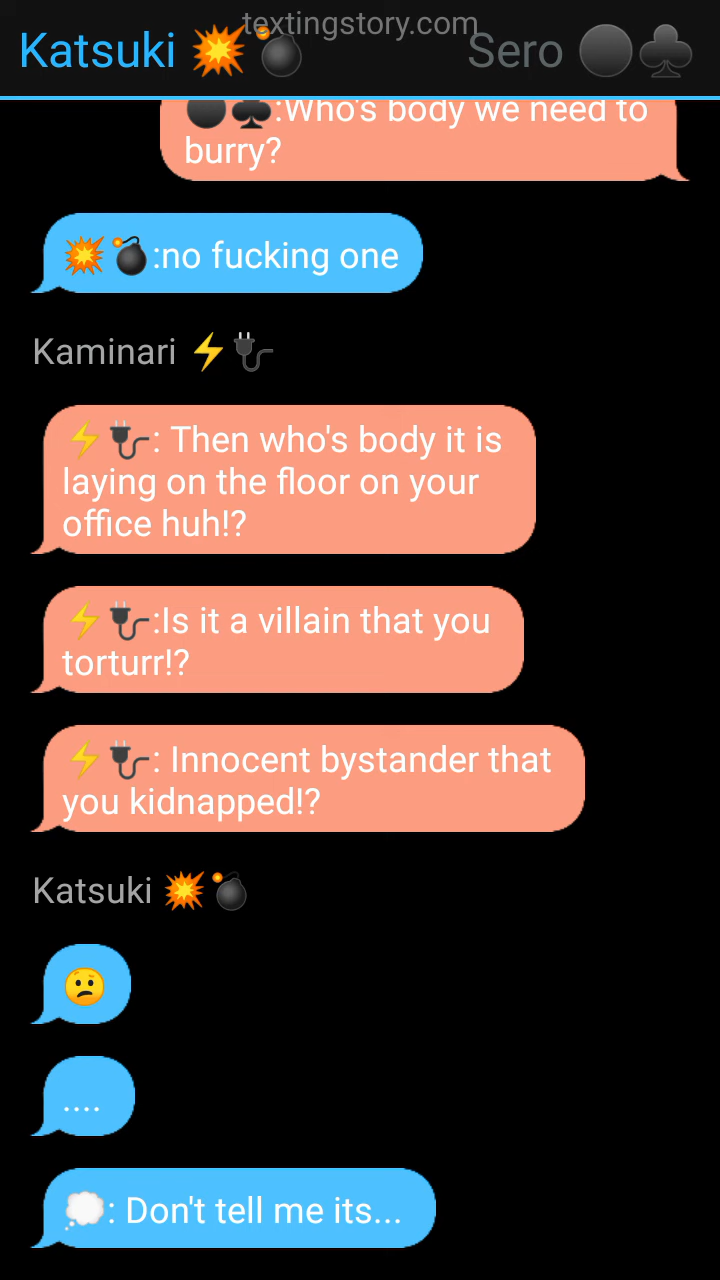 textingstory.com
Katsuki 💥💣 Sero ⚫♣️
⚫♣️:Who's body we need to
burry?
💥💣:no fucking one
Kaminari ⚡🔌
⚡🔌: Then who's body it is
laying on the floor on your
office huh!?
⚡🔌:Is it a villain that you
torturr!?
⚡🔌: Innocent bystander that
you kidnapped!?
Katsuki 💥💣
😟
....
💭: Don't tell me its...